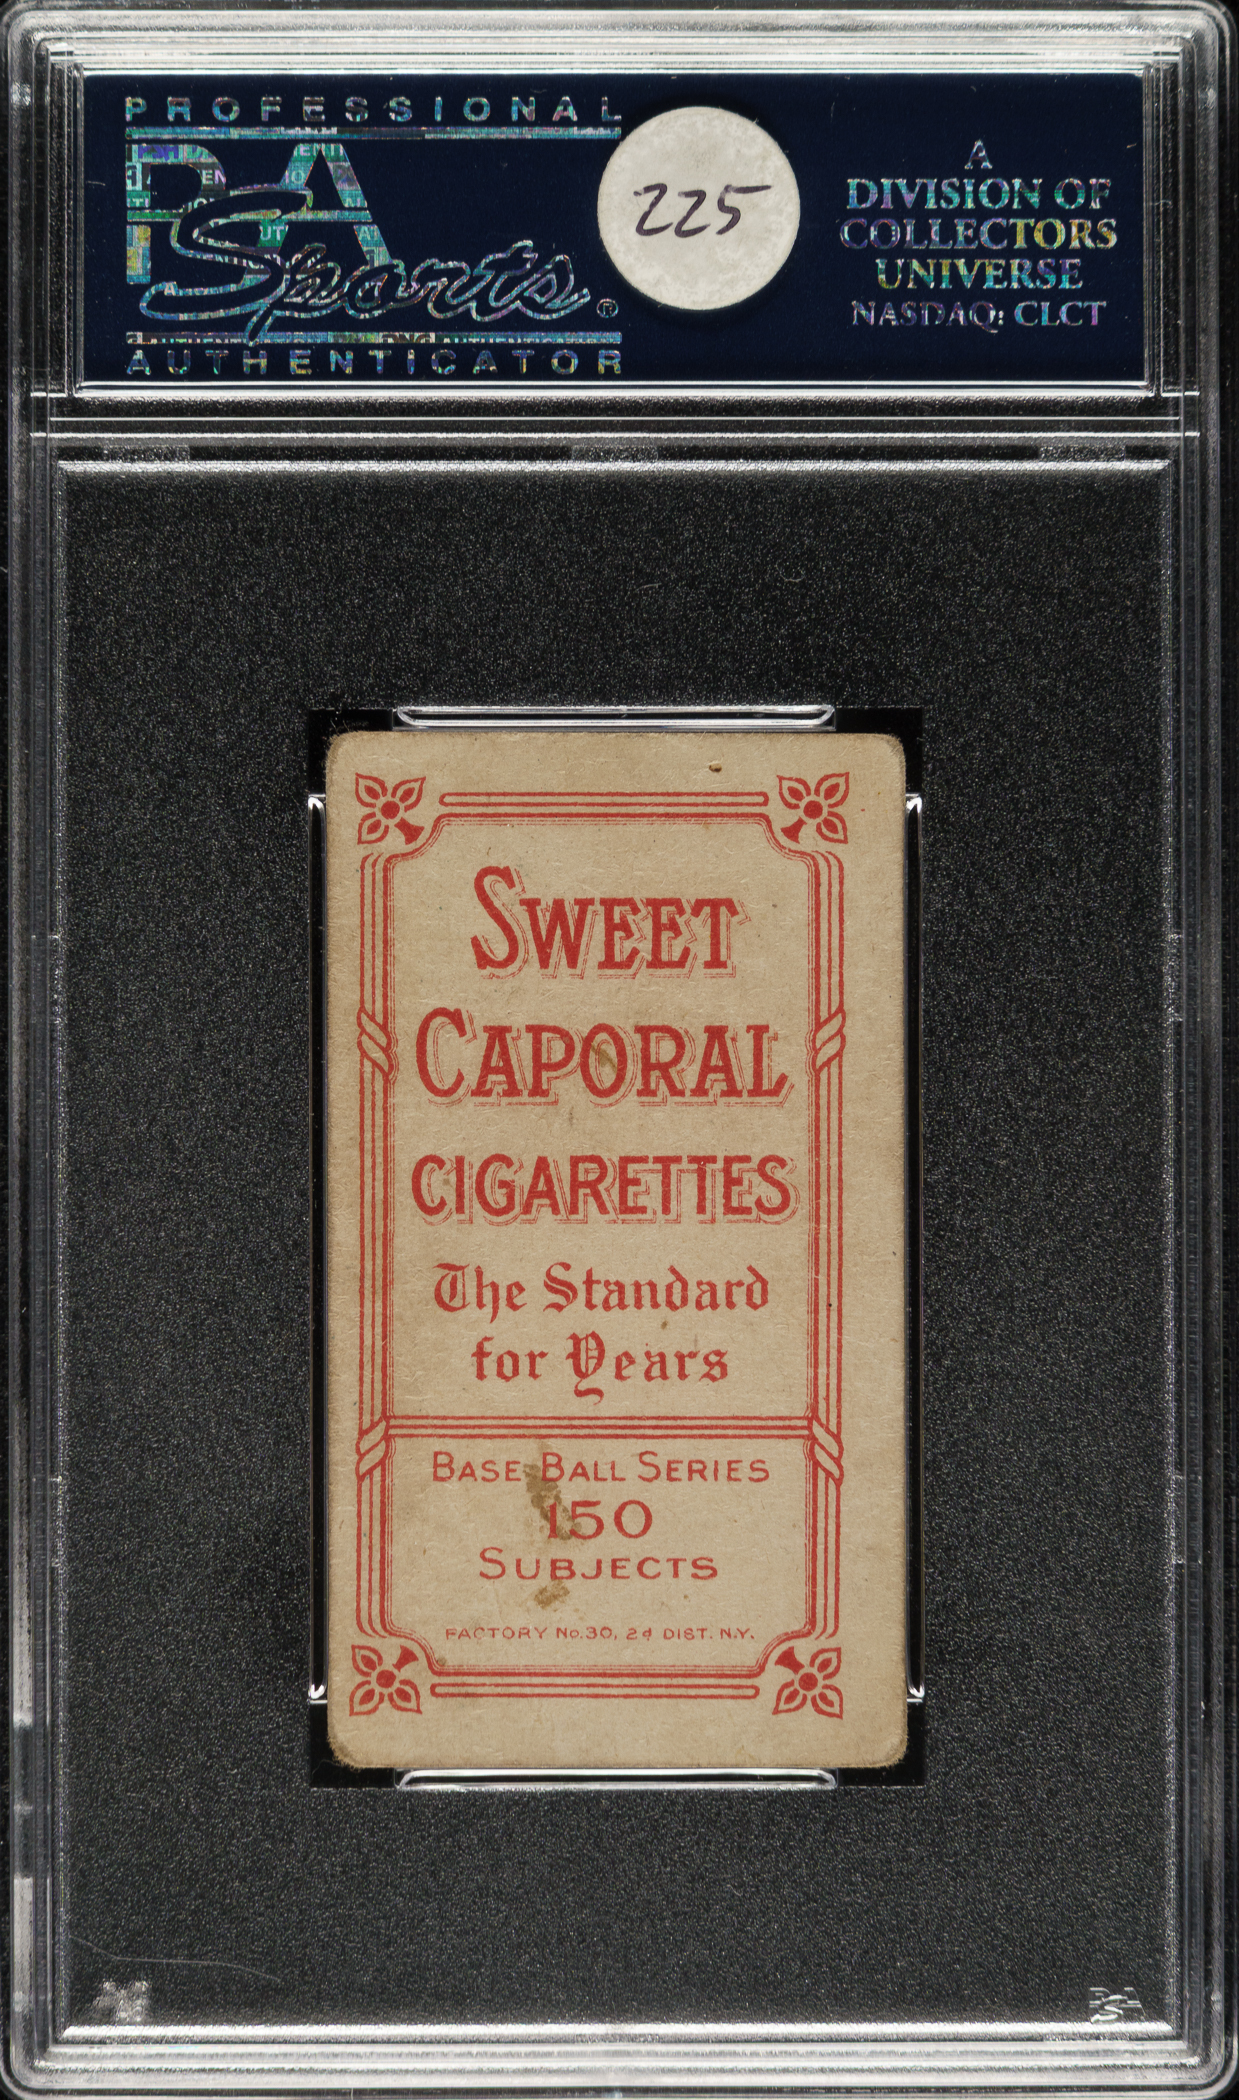 PROFESSIONAL
PSA
Sports®
AUTHENTICATOR
225
A
DIVISION OF
COLLECTORS
UNIVERSE
NASDAQ: CLCT
SWEET
CAPORAL
CIGARETTES
The Standard
for Years
BASE BALL SERIES
150
SUBJECTS
FACTORY No. 30, 2d DIST. N.Y.